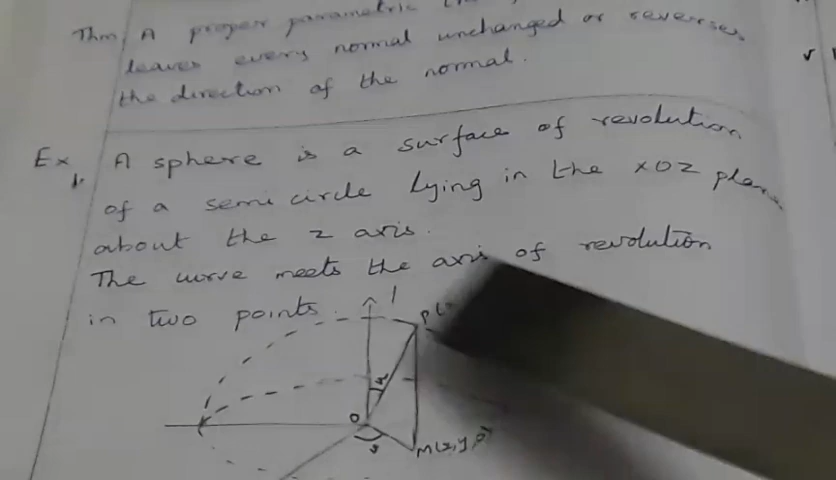 Thm, A proper parametric
leaves every normal unchanged or reverses
the direction of the normal.
Ex
1, A sphere is a surface of revolution
of a semi circle lying in the XOZ plane
about the z axis.
The curve meets the axis of revolution
in two points.
P(
u
O
v
M(x,y,0)